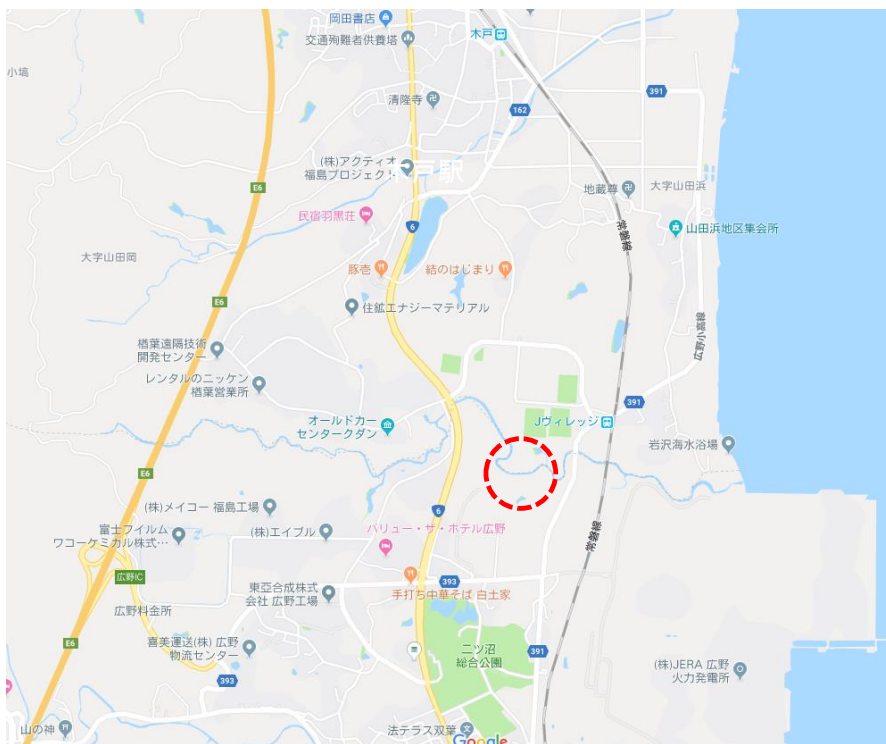 岡田書店
交通殉難者供養塔
木戸
小塙
391
清隆寺
162
(株)アクティオ
福島プロジェクト
木戸駅
E6
地蔵尊
大字山田浜
民宿羽黒荘
6
常磐線
山田浜地区集会所
大字山田岡
豚壱
結のはじまり
E6
住鉱エナジーマテリアル
広野小高線
楢葉遠隔技術
開発センター
レンタルのニッケン
楢葉営業所
391
オールドカー
センタークダン
Jヴィレッジ
岩沢海水浴場
E6
(株)メイコー 福島工場
6
富士フイルム
ワコーケミカル株式…
(株)エイブル
バリュー・ザ・ホテル広野
常磐線
広野IC
393
東亞合成株式
会社 広野工場
手打ち中華そば 白土家
広野料金所
E6
喜美運送(株) 広野
物流センター
二ツ沼
総合公園
391
(株)JERA 広野
火力発電所
393
山の神
法テラス双葉
Google